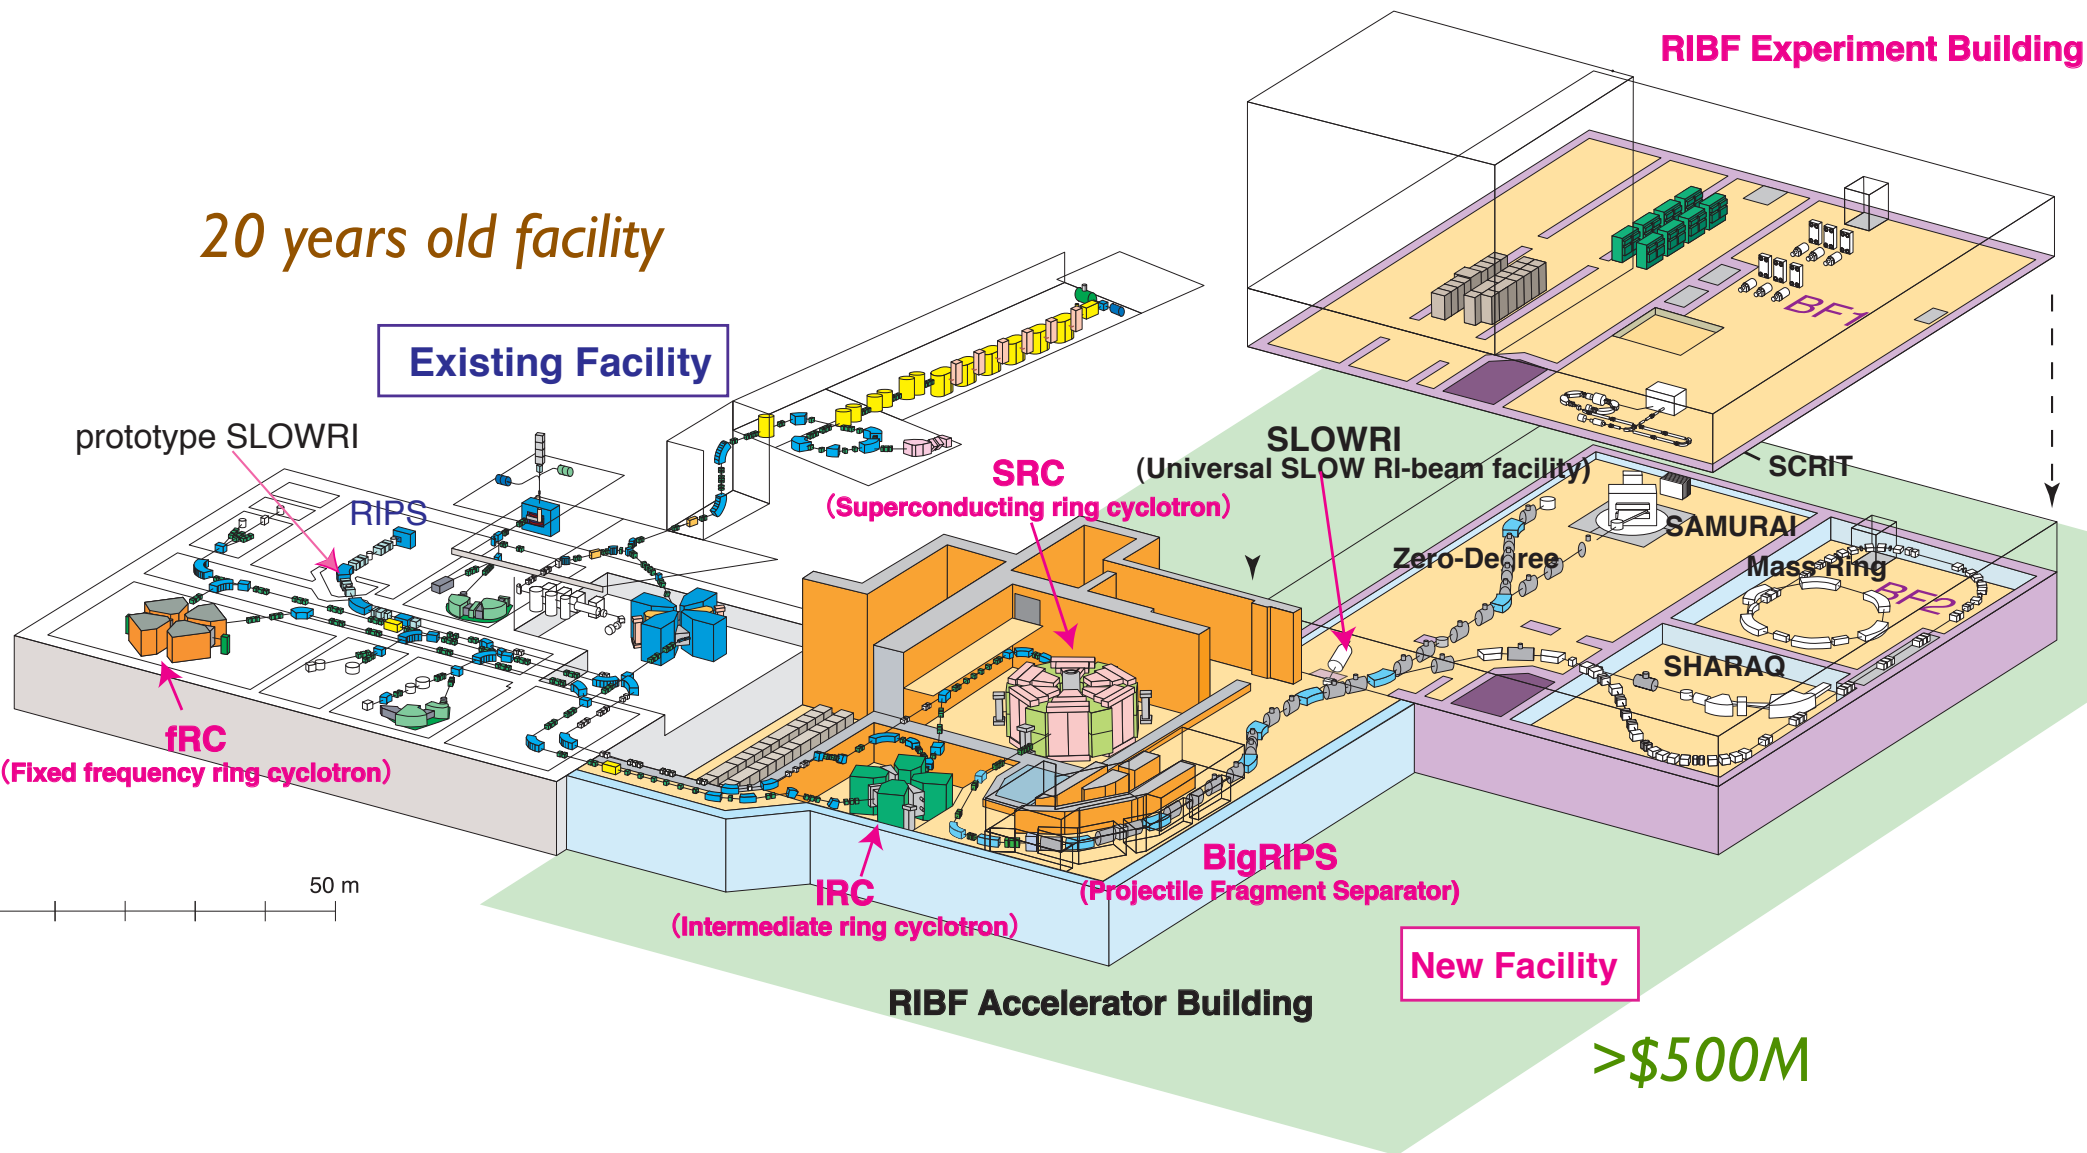 RIBF Experiment Building
20 years old facility
BF1
Existing Facility
prototype SLOWRI
SLOWRI
(Universal SLOW RI-beam facility)
SCRIT
SRC
(Superconducting ring cyclotron)
RIPS
SAMURAI
Zero-Degree
Mass Ring
BF2
SHARAQ
fRC
(Fixed frequency ring cyclotron)
BigRIPS
(Projectile Fragment Separator)
50 m
IRC
(Intermediate ring cyclotron)
New Facility
RIBF Accelerator Building
>$500M